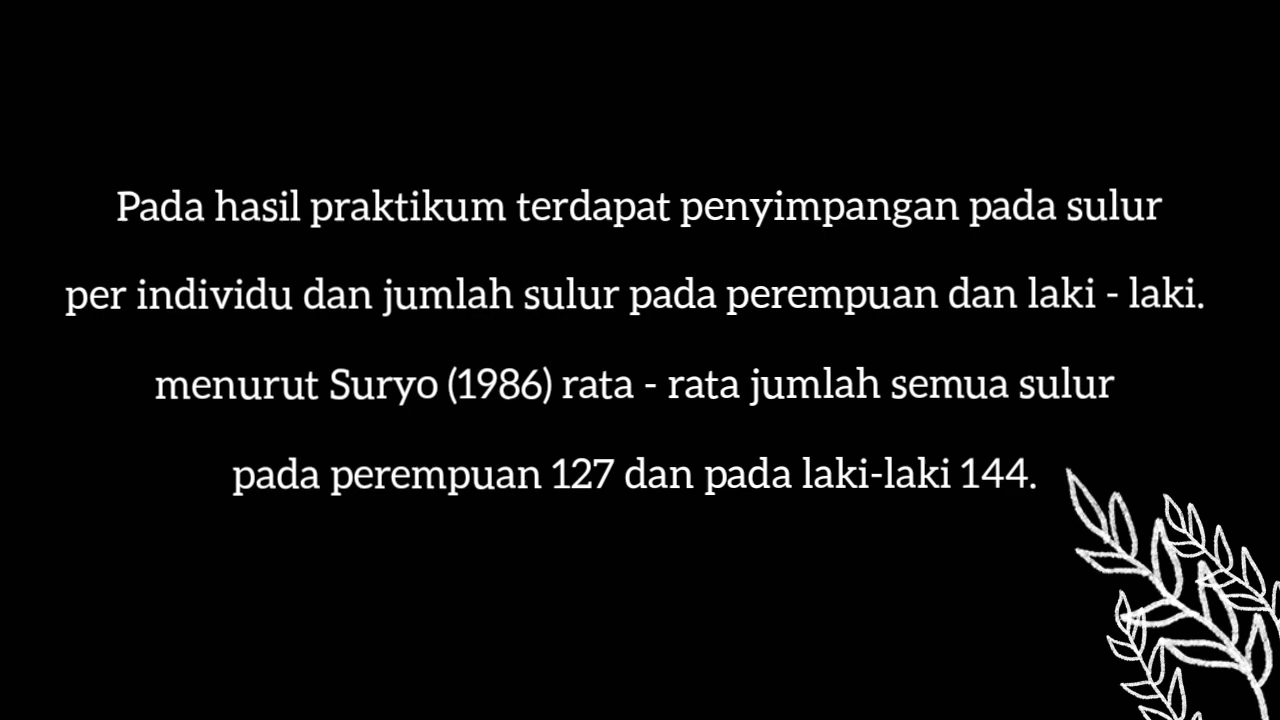 Pada hasil praktikum terdapat penyimpangan pada sulur
per individu dan jumlah sulur pada perempuan dan laki - laki.
menurut Suryo (1986) rata - rata jumlah semua sulur
pada perempuan 127 dan pada laki-laki 144.